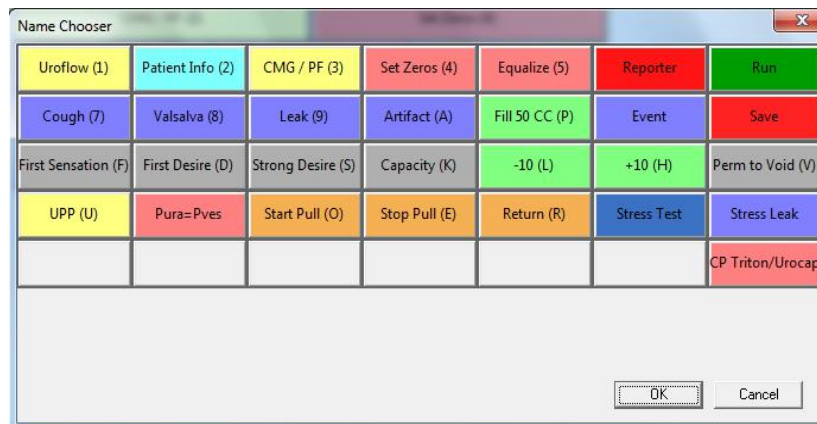 Name Chooser
Uroflow (1) Patient Info (2) CMG / PF (3) Set Zeros (4) Equalize (5) Reporter Run
Cough (7) Valsalva (8) Leak (9) Artifact (A) Fill 50 CC (P) Event Save
First Sensation (F) First Desire (D) Strong Desire (S) Capacity (K) -10 (L) +10 (H) Perm to Void (V)
UPP (U) Pura=Pves Start Pull (O) Stop Pull (E) Return (R) Stress Test Stress Leak
CP Triton/Urocap
OK Cancel